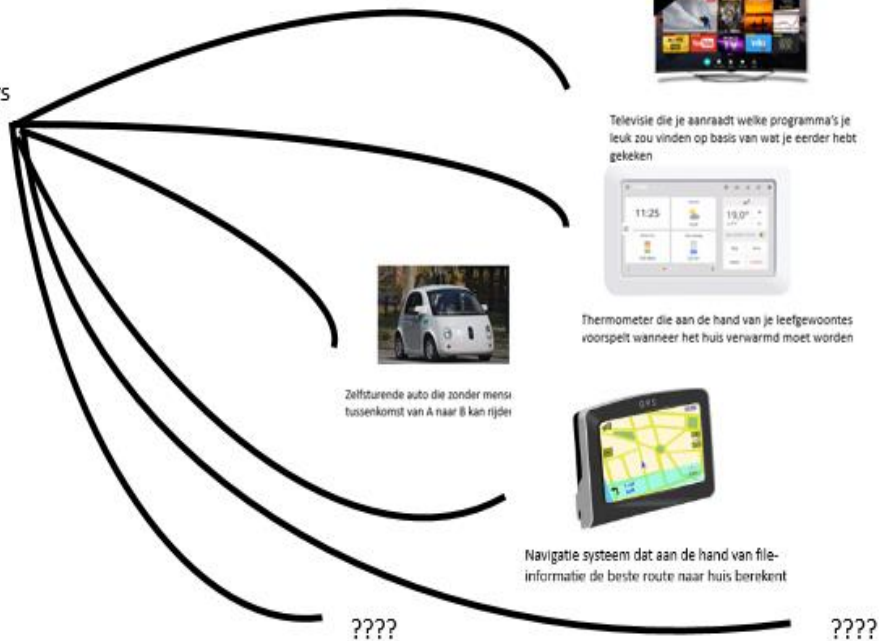 Televisie die je aanraadt welke programma's je
leuk zou vinden op basis van wat je eerder hebt
gekeken
11:25
19,0°
Thermometer die aan de hand van je leefgewoontes
voorspelt wanneer het huis verwarmd moet worden
Zelfsturende auto die zonder mense
tussenkomst van A naar B kan rijden
GPS
Navigatie systeem dat aan de hand van file-
informatie de beste route naar huis berekent
????
????